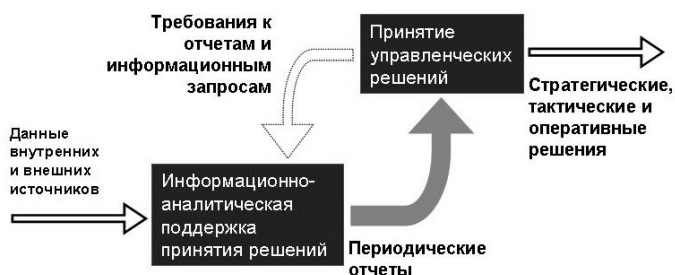 Требования к
отчетам и
информационным
запросам
Принятие
управленческих
решений
Стратегические,
тактические и
оперативные
решения
Данные
внутренних
и внешних
источников
Информационно-
аналитическая
поддержка
принятия решений
Периодические
отчеты